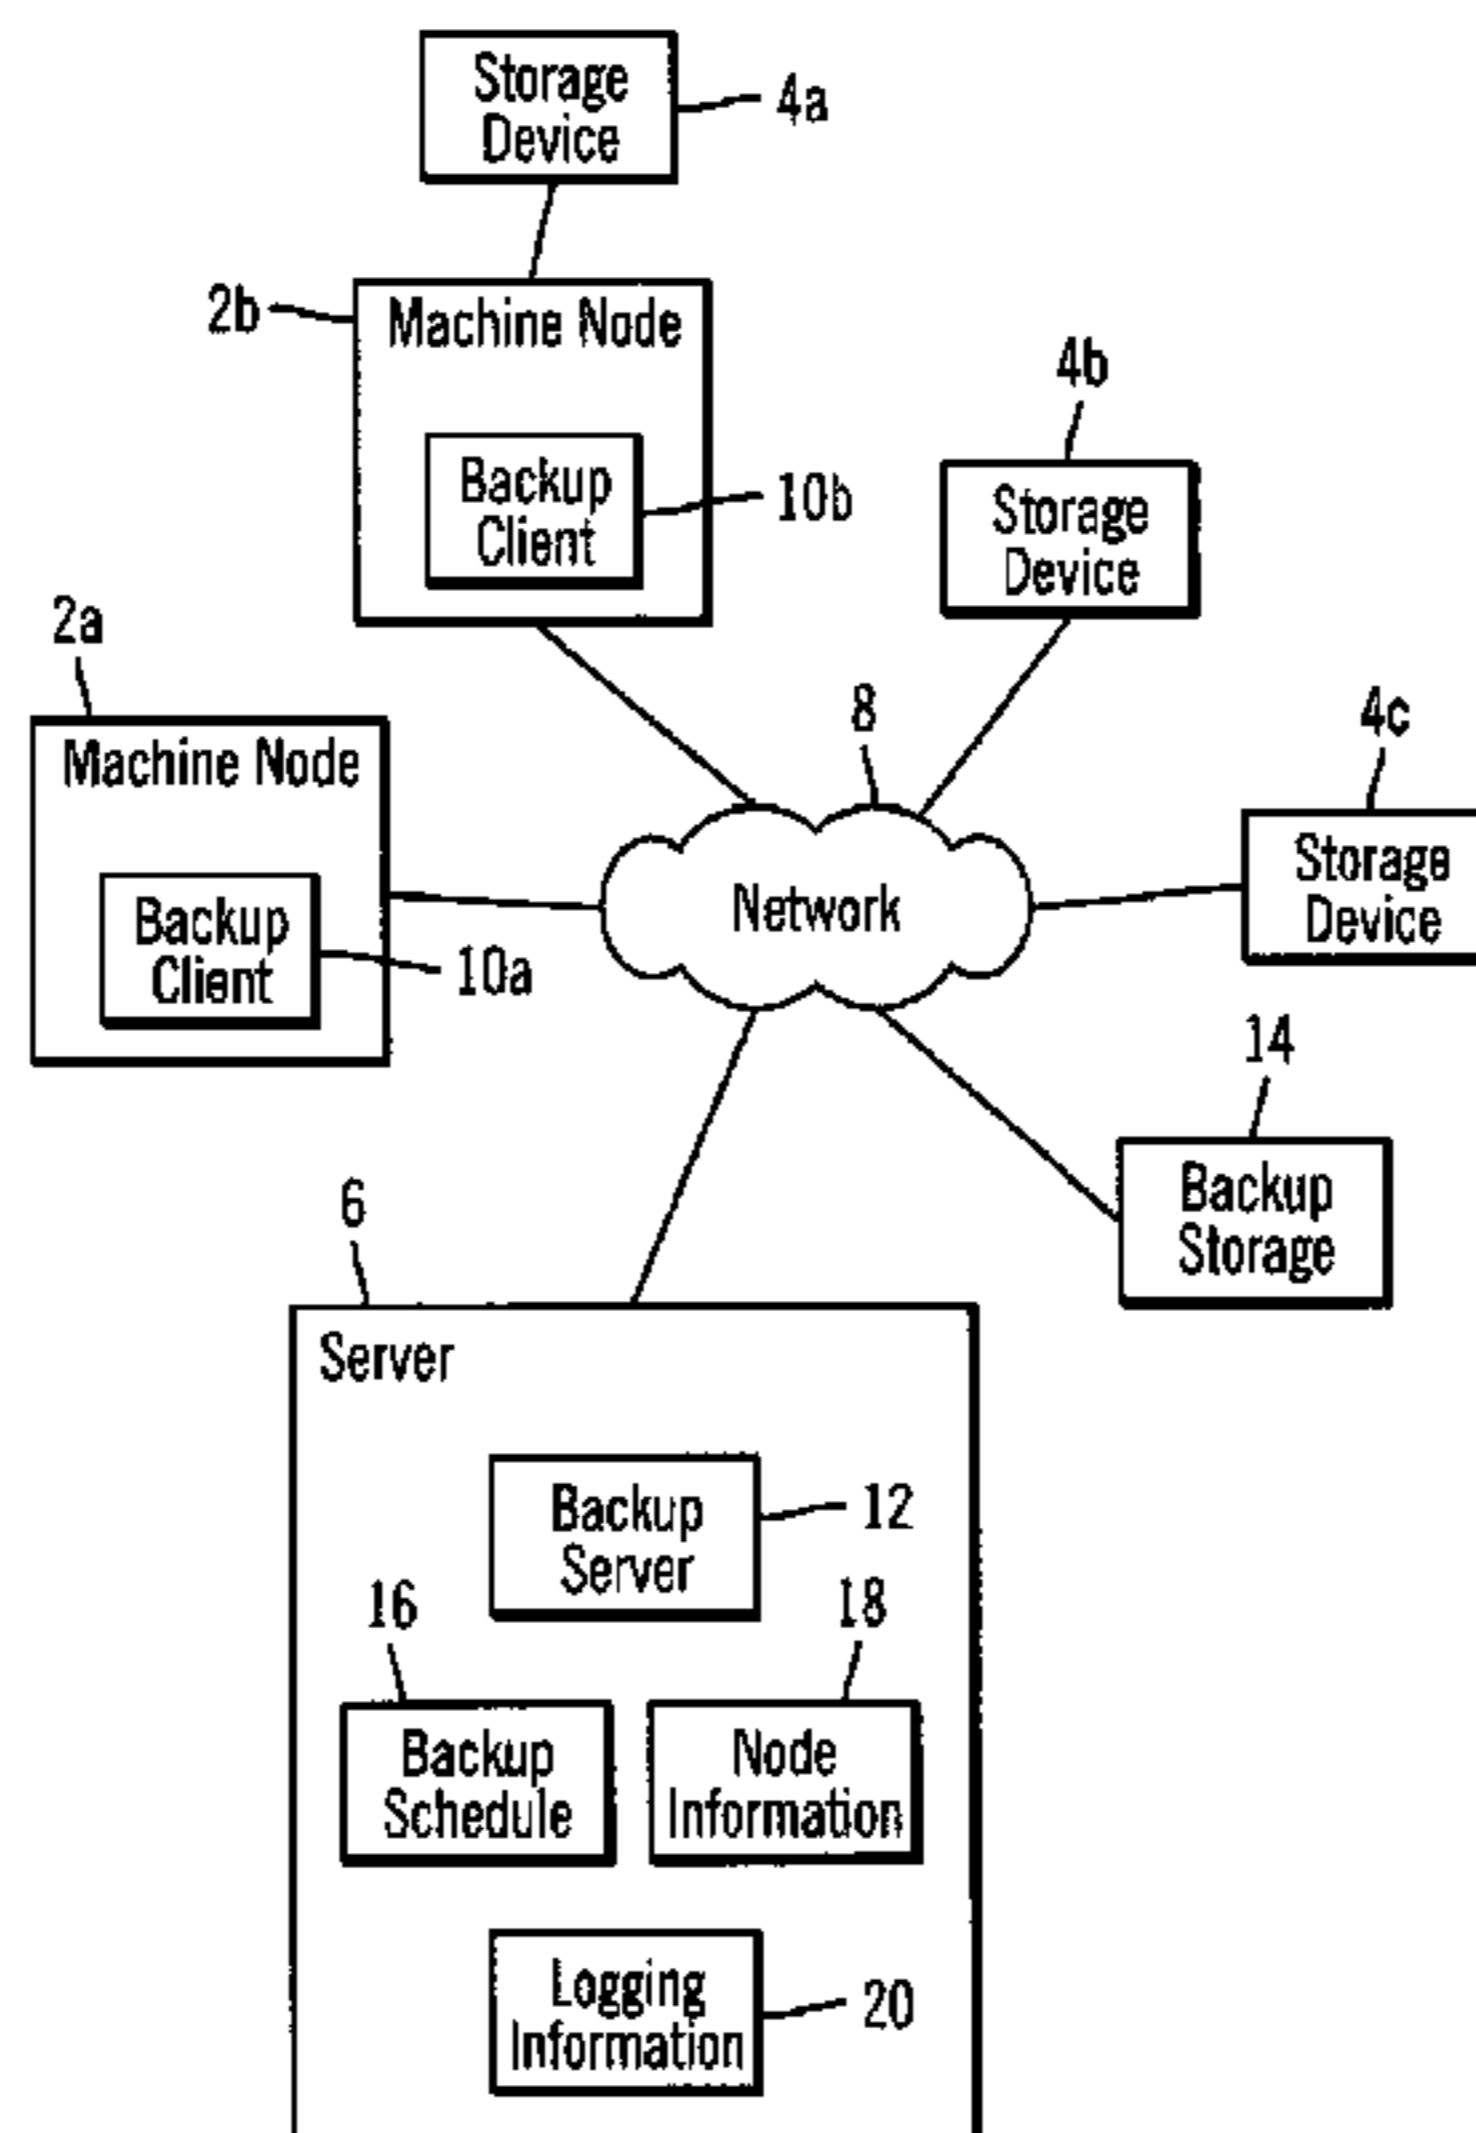 Storage
Device
4a
2b
Machine Node
Backup
Client
10b
4b
Storage
Device
2a
Machine Node
Backup
Client
10a
8
Network
4c
Storage
Device
14
Backup
Storage
6
Server
Backup
Server
12
16
Backup
Schedule
18
Node
Information
Logging
Information
20